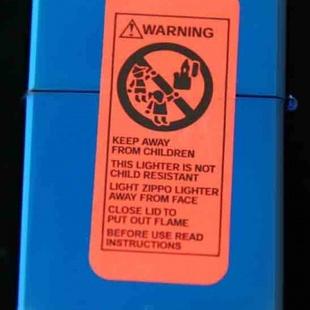 WARNING
KEEP AWAY
FROM CHILDREN
THIS LIGHTER IS NOT
CHILD RESISTANT
LIGHT ZIPPO LIGHTER
AWAY FROM FACE
CLOSE LID TO
PUT OUT FLAME
BEFORE USE READ
INSTRUCTIONS